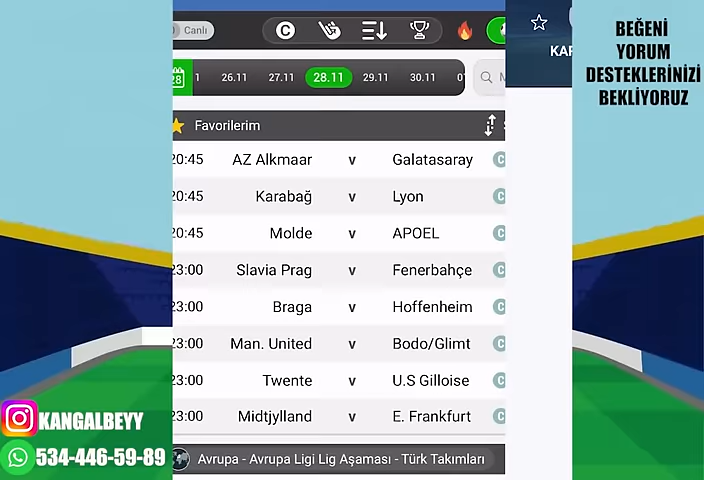 Canlı
C
BEĞENİ
YORUM
DESTEKLERİNİZİ
BEKLİYORUZ
28
1 26.11 27.11 28.11 29.11 30.11
Favorilerim
20:45 AZ Alkmaar v Galatasaray C
20:45 Karabağ v Lyon C
20:45 Molde v APOEL C
23:00 Slavia Prag v Fenerbahçe C
23:00 Braga v Hoffenheim C
23:00 Man. United v Bodo/Glimt C
23:00 Twente v U.S Gilloise C
23:00 Midtjylland v E. Frankfurt C
Avrupa - Avrupa Ligi Lig Aşaması - Türk Takımları
KANGALBEYY
534-446-59-89